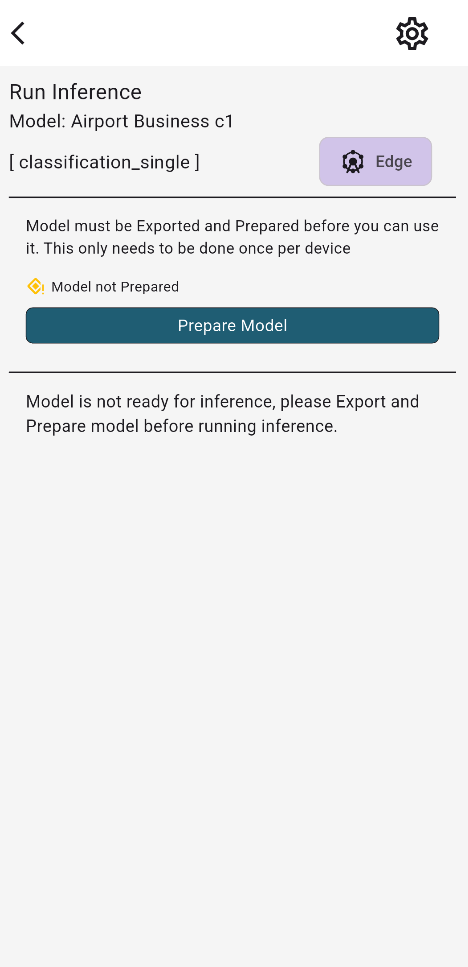 Run Inference
Model: Airport Business c1
[ classification_single ]
Edge
Model must be Exported and Prepared before you can use
it. This only needs to be done once per device
Model not Prepared
Prepare Model
Model is not ready for inference, please Export and
Prepare model before running inference.